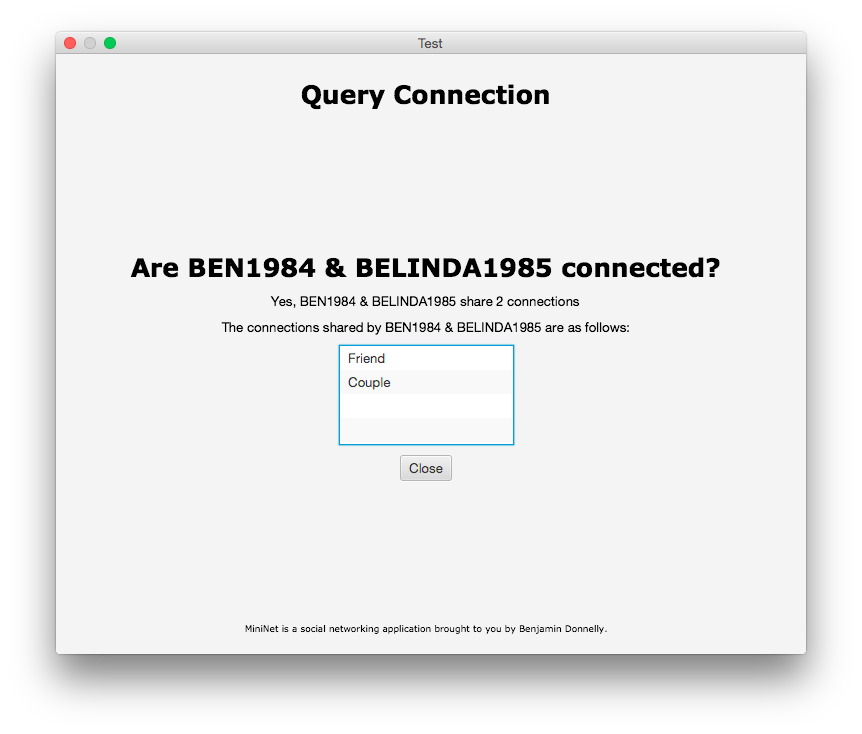 Test
Query Connection
Are BEN1984 & BELINDA1985 connected?
Yes, BEN1984 & BELINDA1985 share 2 connections
The connections shared by BEN1984 & BELINDA1985 are as follows:
Friend
Couple
Close
MiniNet is a social networking application brought to you by Benjamin Donnelly.